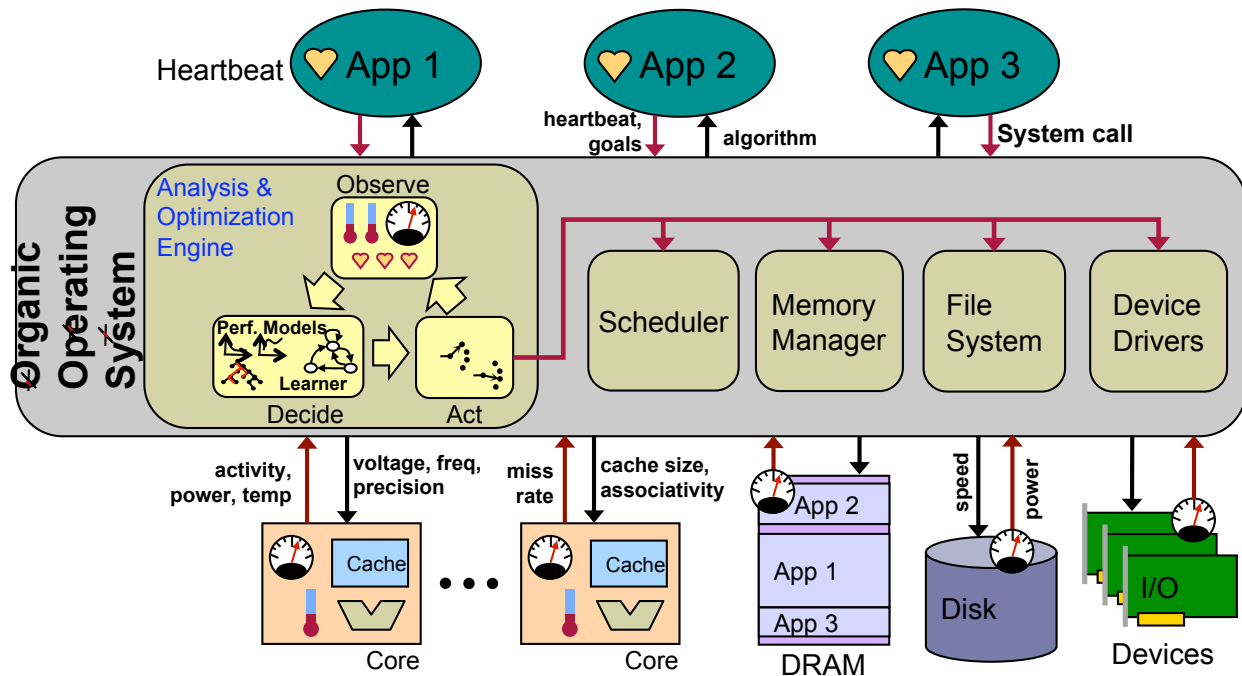 Heartbeat
App 1
App 2
App 3
heartbeat,
goals
algorithm
System call
Organic
Operating
System
Analysis &
Optimization
Engine
Observe
Perf. Models
Learner
Decide
Act
Scheduler
Memory
Manager
File
System
Device
Drivers
activity,
power, temp
voltage, freq,
precision
miss
rate
cache size,
associativity
speed
power
Cache
Core
Cache
Core
App 2
App 1
App 3
DRAM
Disk
I/O
Devices